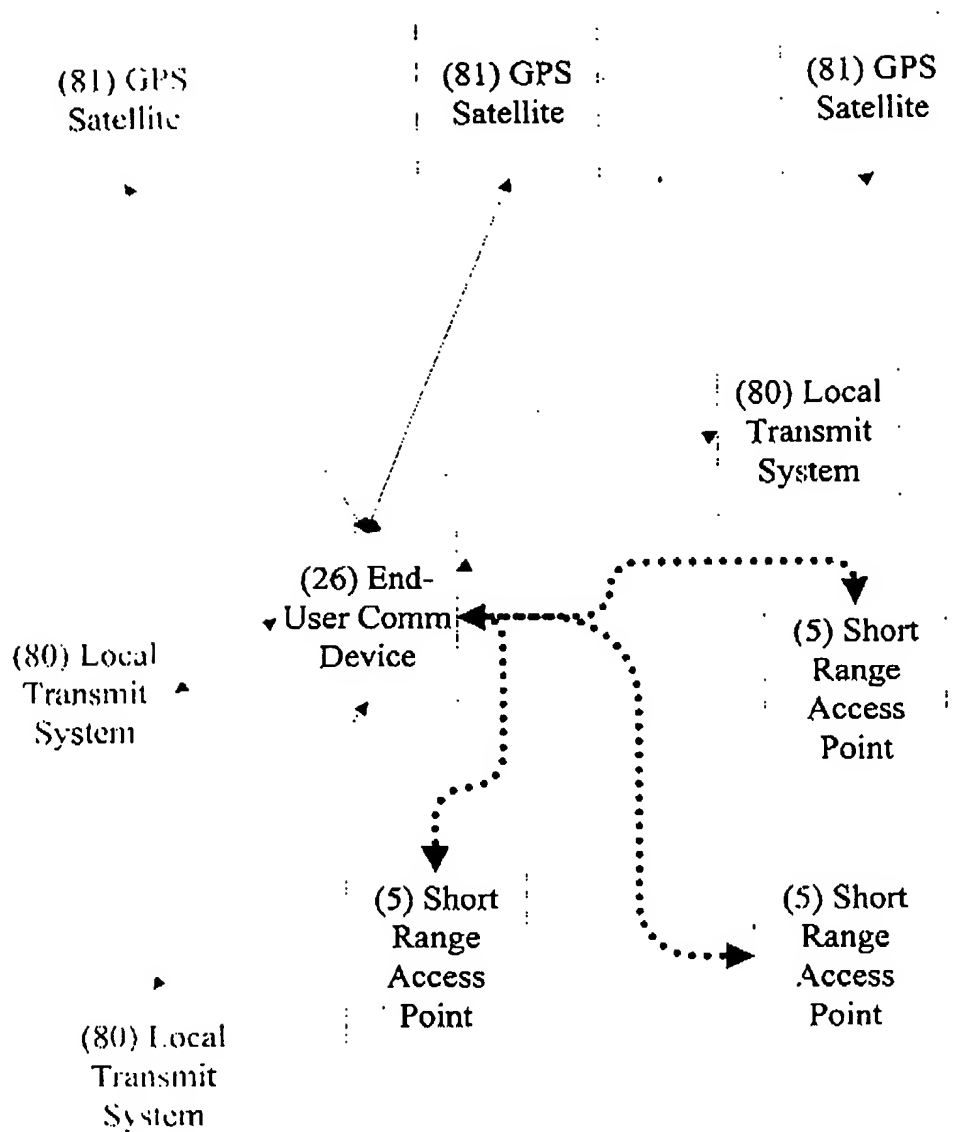 (81) GPS
Satellite
(81) GPS
Satellite
(81) GPS
Satellite
(80) Local
Transmit
System
(26) End-
User Comm
Device
(5) Short
Range
Access
Point
(80) Local
Transmit
System
(5) Short
Range
Access
Point
(5) Short
Range
Access
Point
(80) Local
Transmit
System